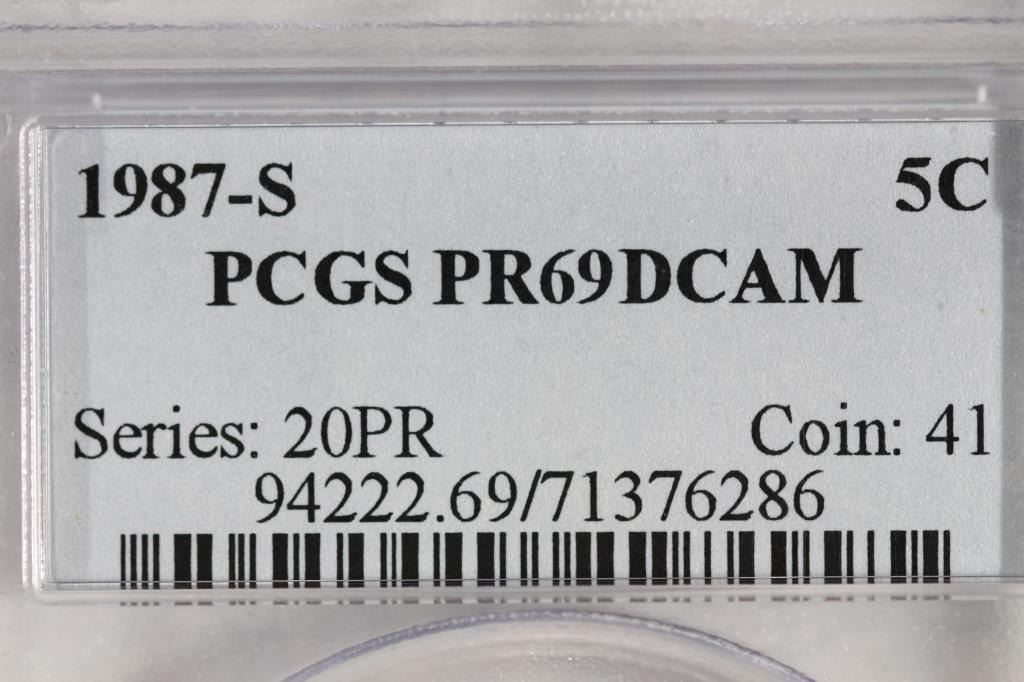 1987-S 5C
PCGS PR69DCAM
Series: 20PR Coin: 41
94222.69/71376286